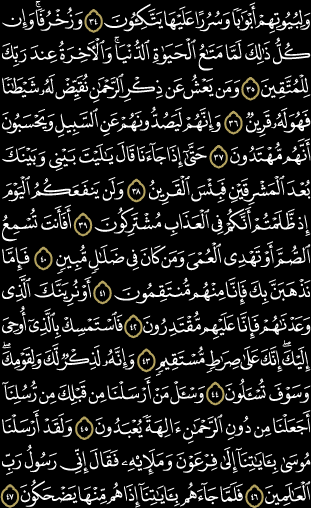 وَلِبُيُوتِهِمْ أَبْوَٰبًا وَسُرُرًا عَلَيْهَا يَتَّكِـُٔونَ ٣٤ وَزُخْرُفًا ۚ وَإِن
كُلُّ ذَٰلِكَ لَمَّا مَتَٰعُ ٱلْحَيَوٰةِ ٱلدُّنْيَا ۚ وَٱلْـَٔاخِرَةُ عِندَ رَبِّكَ
لِلْمُتَّقِينَ ٣٥ وَمَن يَعْشُ عَن ذِكْرِ ٱلرَّحْمَٰنِ نُقَيِّضْ لَهُۥ شَيْطَٰنًا
فَهُوَ لَهُۥ قَرِينٌ ٣٦ وَإِنَّهُمْ لَيَصُدُّونَهُمْ عَنِ ٱلسَّبِيلِ وَيَحْسَبُونَ
أَنَّهُم مُّهْتَدُونَ ٣٧ حَتَّىٰٓ إِذَا جَآءَنَا قَالَ يَٰلَيْتَ بَيْنِى وَبَيْنَكَ
بُعْدَ ٱلْمَشْرِقَيْنِ فَبِئْسَ ٱلْقَرِينُ ٣٨ وَلَن يَنفَعَكُمُ ٱلْيَوْمَ
إِذ ظَّلَمْتُمْ أَنَّكُمْ فِى ٱلْعَذَابِ مُشْتَرِكُونَ ٣٩ أَفَأَنتَ تُسْمِعُ
ٱلصُّمَّ أَوْ تَهْدِى ٱلْعُمْىَ وَمَن كَانَ فِى ضَلَٰلٍ مُّبِينٍ ٤٠ فَإِمَّا
نَذْهَبَنَّ بِكَ فَإِنَّا مِنْهُم مُّنتَقِمُونَ ٤١ أَوْ نُرِيَنَّكَ ٱلَّذِى
وَعَدْنَٰهُمْ فَإِنَّا عَلَيْهِم مُّقْتَدِرُونَ ٤٢ فَٱسْتَمْسِكْ بِٱلَّذِىٓ أُوحِىَ
إِلَيْكَ ۖ إِنَّكَ عَلَىٰ صِرَٰطٍ مُّسْتَقِيمٍ ٤٣ وَإِنَّهُۥ لَذِكْرٌ لَّكَ وَلِقَوْمِكَ ۖ
وَسَوْفَ تُسْـَٔلُونَ ٤٤ وَسْـَٔلْ مَنْ أَرْسَلْنَا مِن قَبْلِكَ مِن رُّسُلِنَآ
أَجَعَلْنَا مِن دُونِ ٱلرَّحْمَٰنِ ءَالِهَةً يُعْبَدُونَ ٤٥ وَلَقَدْ أَرْسَلْنَا
مُوسَىٰ بِـَٔايَٰتِنَآ إِلَىٰ فِرْعَوْنَ وَمَلَإِي۟هِۦ فَقَالَ إِنِّى رَسُولُ رَبِّ
ٱلْعَٰلَمِينَ ٤٦ فَلَمَّا جَآءَهُم بِـَٔايَٰتِنَآ إِذَا هُم مِّنْهَا يَضْحَكُونَ ٤٧